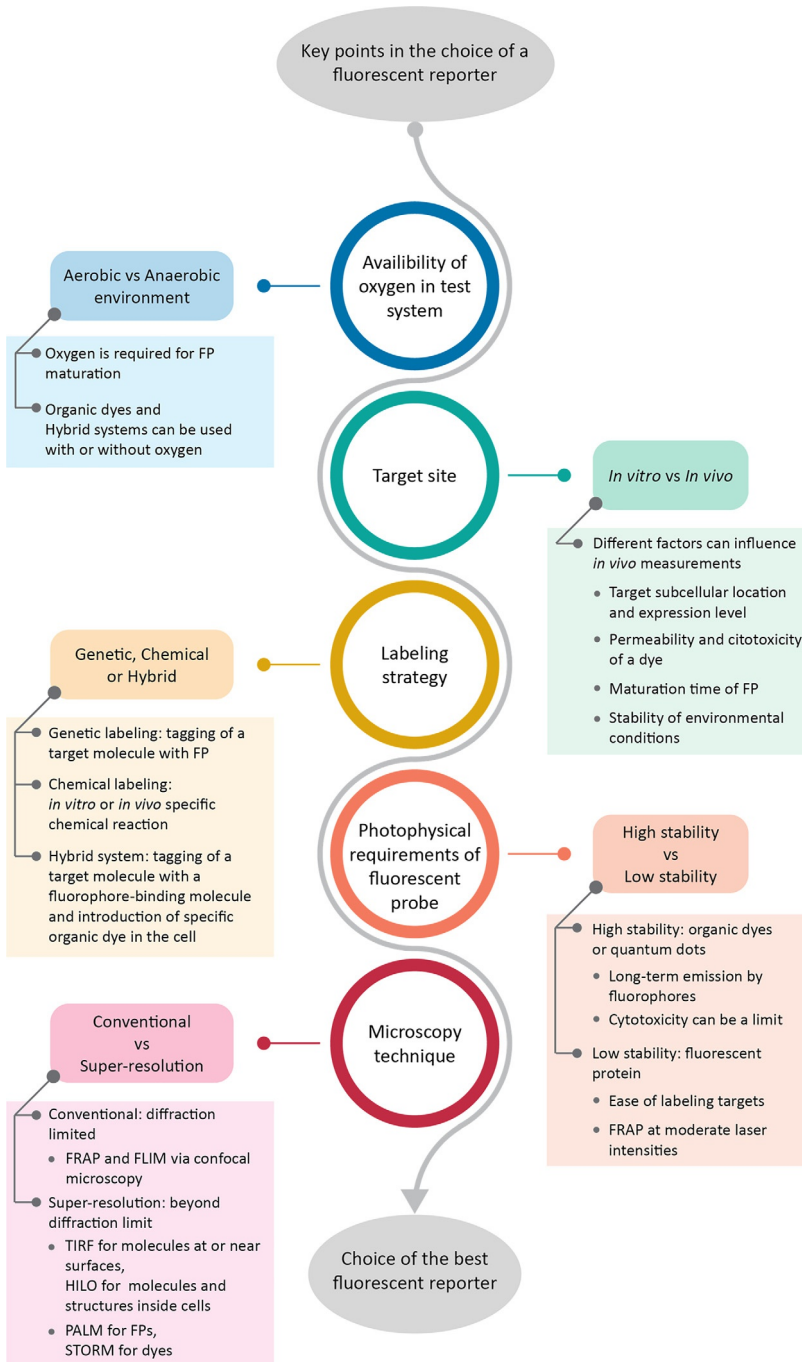 Key points in the choice of a
fluorescent reporter
Availibility of
oxygen in test
system
Aerobic vs Anaerobic
environment
Oxygen is required for FP
maturation
Organic dyes and
Hybrid systems can be used
with or without oxygen
Target site
In vitro vs In vivo
Different factors can influence
in vivo measurements
Target subcellular location
and expression level
Permeability and citotoxicity
of a dye
Maturation time of FP
Stability of environmental
conditions
Labeling
strategy
Genetic, Chemical
or Hybrid
Genetic labeling: tagging of a
target molecule with FP
Chemical labeling:
in vitro or in vivo specific
chemical reaction
Hybrid system: tagging of a
target molecule with a
fluorophore-binding molecule
and introduction of specific
organic dye in the cell
Photophysical
requirements of
fluorescent
probe
High stability
vs
Low stability
High stability: organic dyes
or quantum dots
Long-term emission by
fluorophores
Cytotoxicity can be a limit
Low stability: fluorescent
protein
Ease of labeling targets
FRAP at moderate laser
intensities
Microscopy
technique
Conventional
vs
Super-resolution
Conventional: diffraction
limited
FRAP and FLIM via confocal
microscopy
Super-resolution: beyond
diffraction limit
TIRF for molecules at or near
surfaces,
HILO for molecules and
structures inside cells
PALM for FPs,
STORM for dyes
Choice of the best
fluorescent reporter